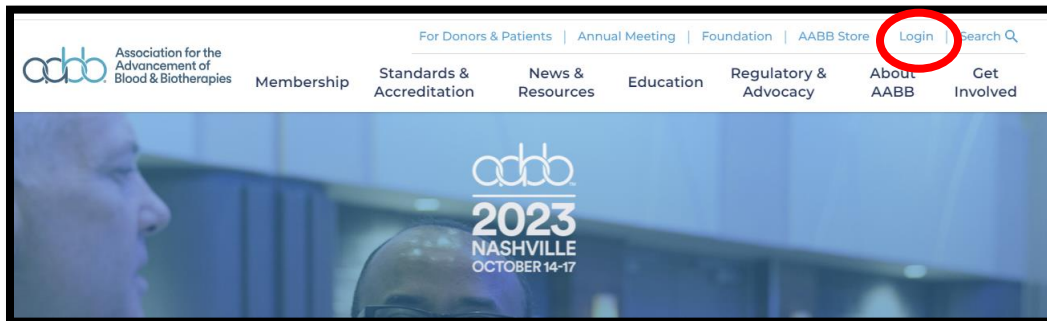 For Donors & Patients | Annual Meeting | Foundation | AABB Store Login | Search
aabb
Association for the
Advancement of
Blood & Biotherapies
Membership
Standards &
Accreditation
News &
Resources
Education
Regulatory &
Advocacy
About
AABB
Get
Involved
aabb
2023
NASHVILLE
OCTOBER 14-17